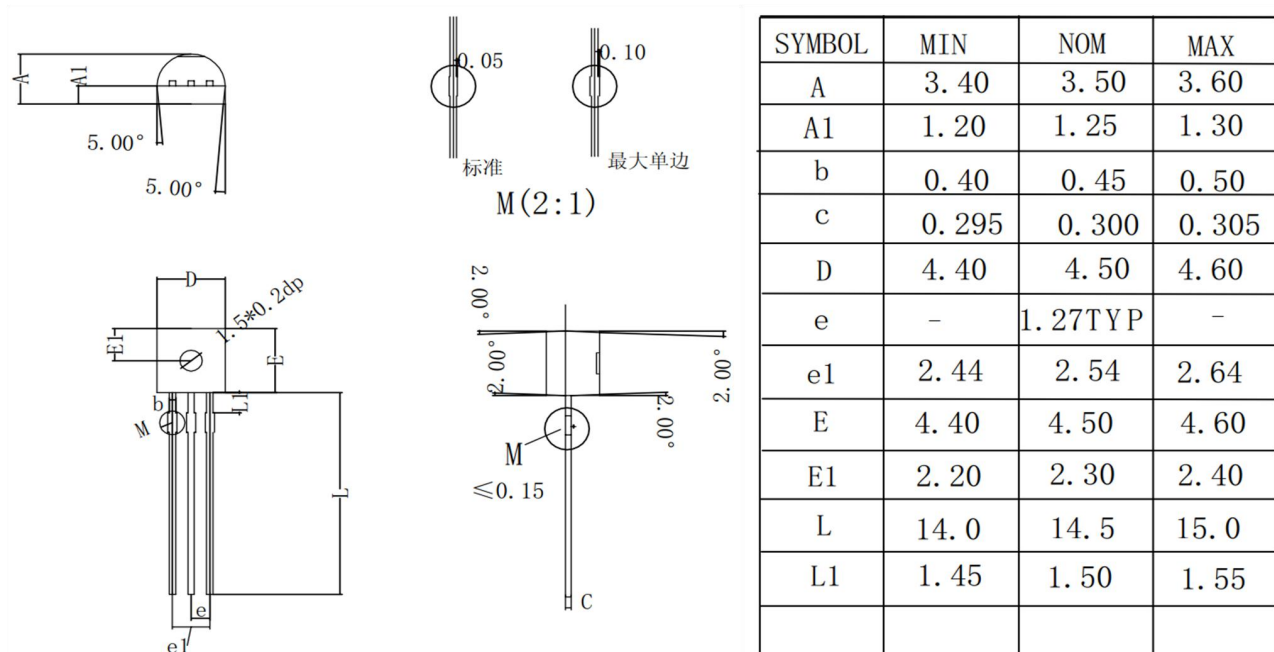 A
A1
5.00°
5.00°
0.05
0.10
标准
最大单边
M(2:1)
D
1.5*0.2dp
E1
E
b
L1
M
L
e
e1
2.00°
2.00°
2.00°
2.00°
M
≤0.15
C
SYMBOL MIN NOM MAX
A 3.40 3.50 3.60
A1 1.20 1.25 1.30
b 0.40 0.45 0.50
c 0.295 0.300 0.305
D 4.40 4.50 4.60
e - 1.27TYP -
e1 2.44 2.54 2.64
E 4.40 4.50 4.60
E1 2.20 2.30 2.40
L 14.0 14.5 15.0
L1 1.45 1.50 1.55